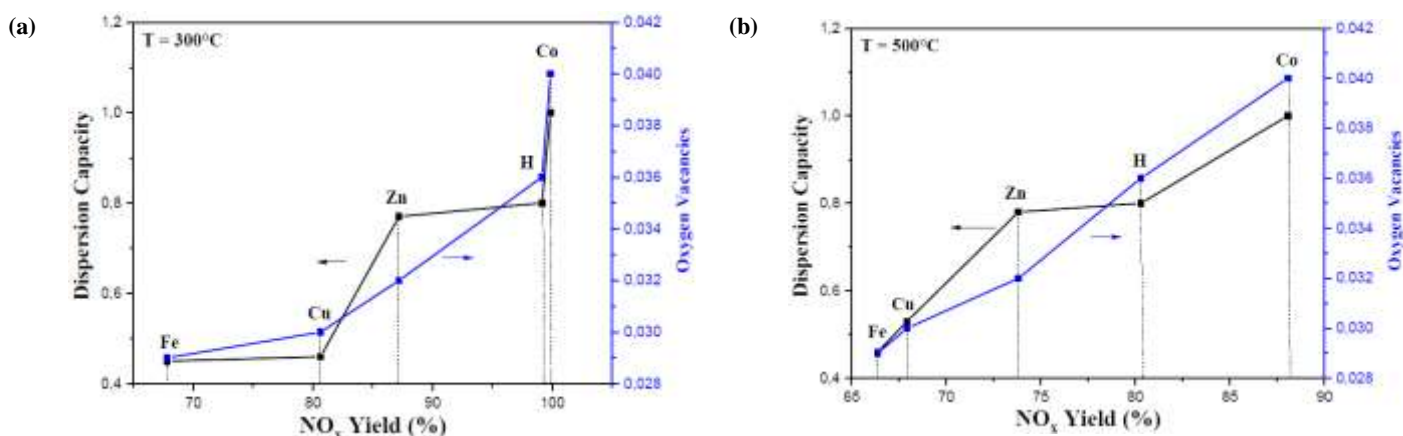 (a)
T = 300°C
Dispersion Capacity
1.2
1.0
0.8
0.6
0.4
Fe
Cu
Zn
H
Co
0.042
0.040
0.038
0.036
0.034
0.032
0.030
0.028
Oxygen Vacancies
70
80
90
100
NOx Yield (%)
(b)
T = 500°C
Dispersion Capacity
1.2
1.0
0.8
0.6
0.4
Fe
Cu
Zn
H
Co
0.042
0.040
0.038
0.036
0.034
0.032
0.030
0.028
Oxygen Vacancies
65
70
75
80
85
90
NOx Yield (%)